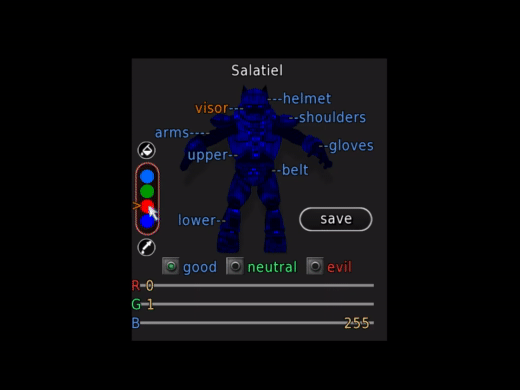 Salatiel
visor-- --helmet
--shoulders
arms----
--gloves
upper--
--belt
lower--
save
good neutral evil
>
R 0
G 1
B 255